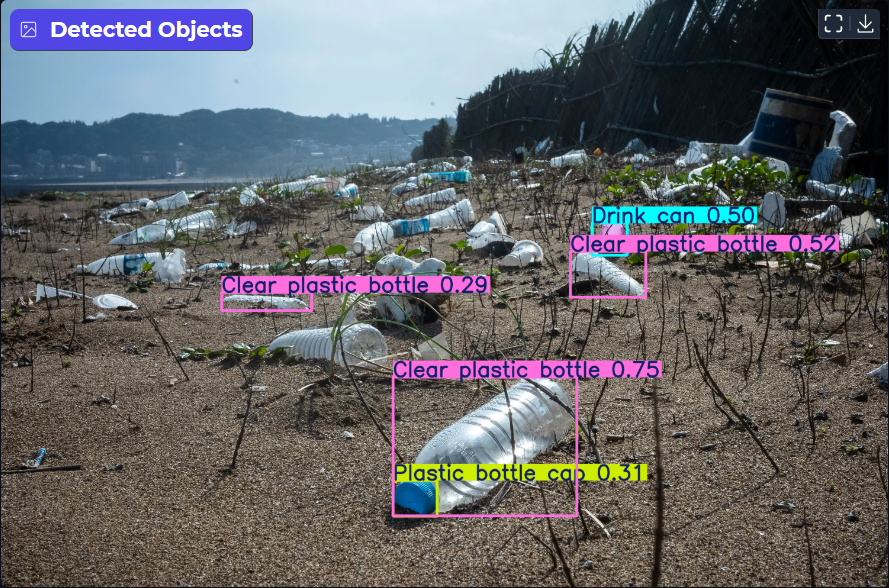 Detected Objects
Drink can 0.50
Clear plastic bottle 0.52
Clear plastic bottle 0.29
Clear plastic bottle 0.75
Plastic bottle cap 0.31